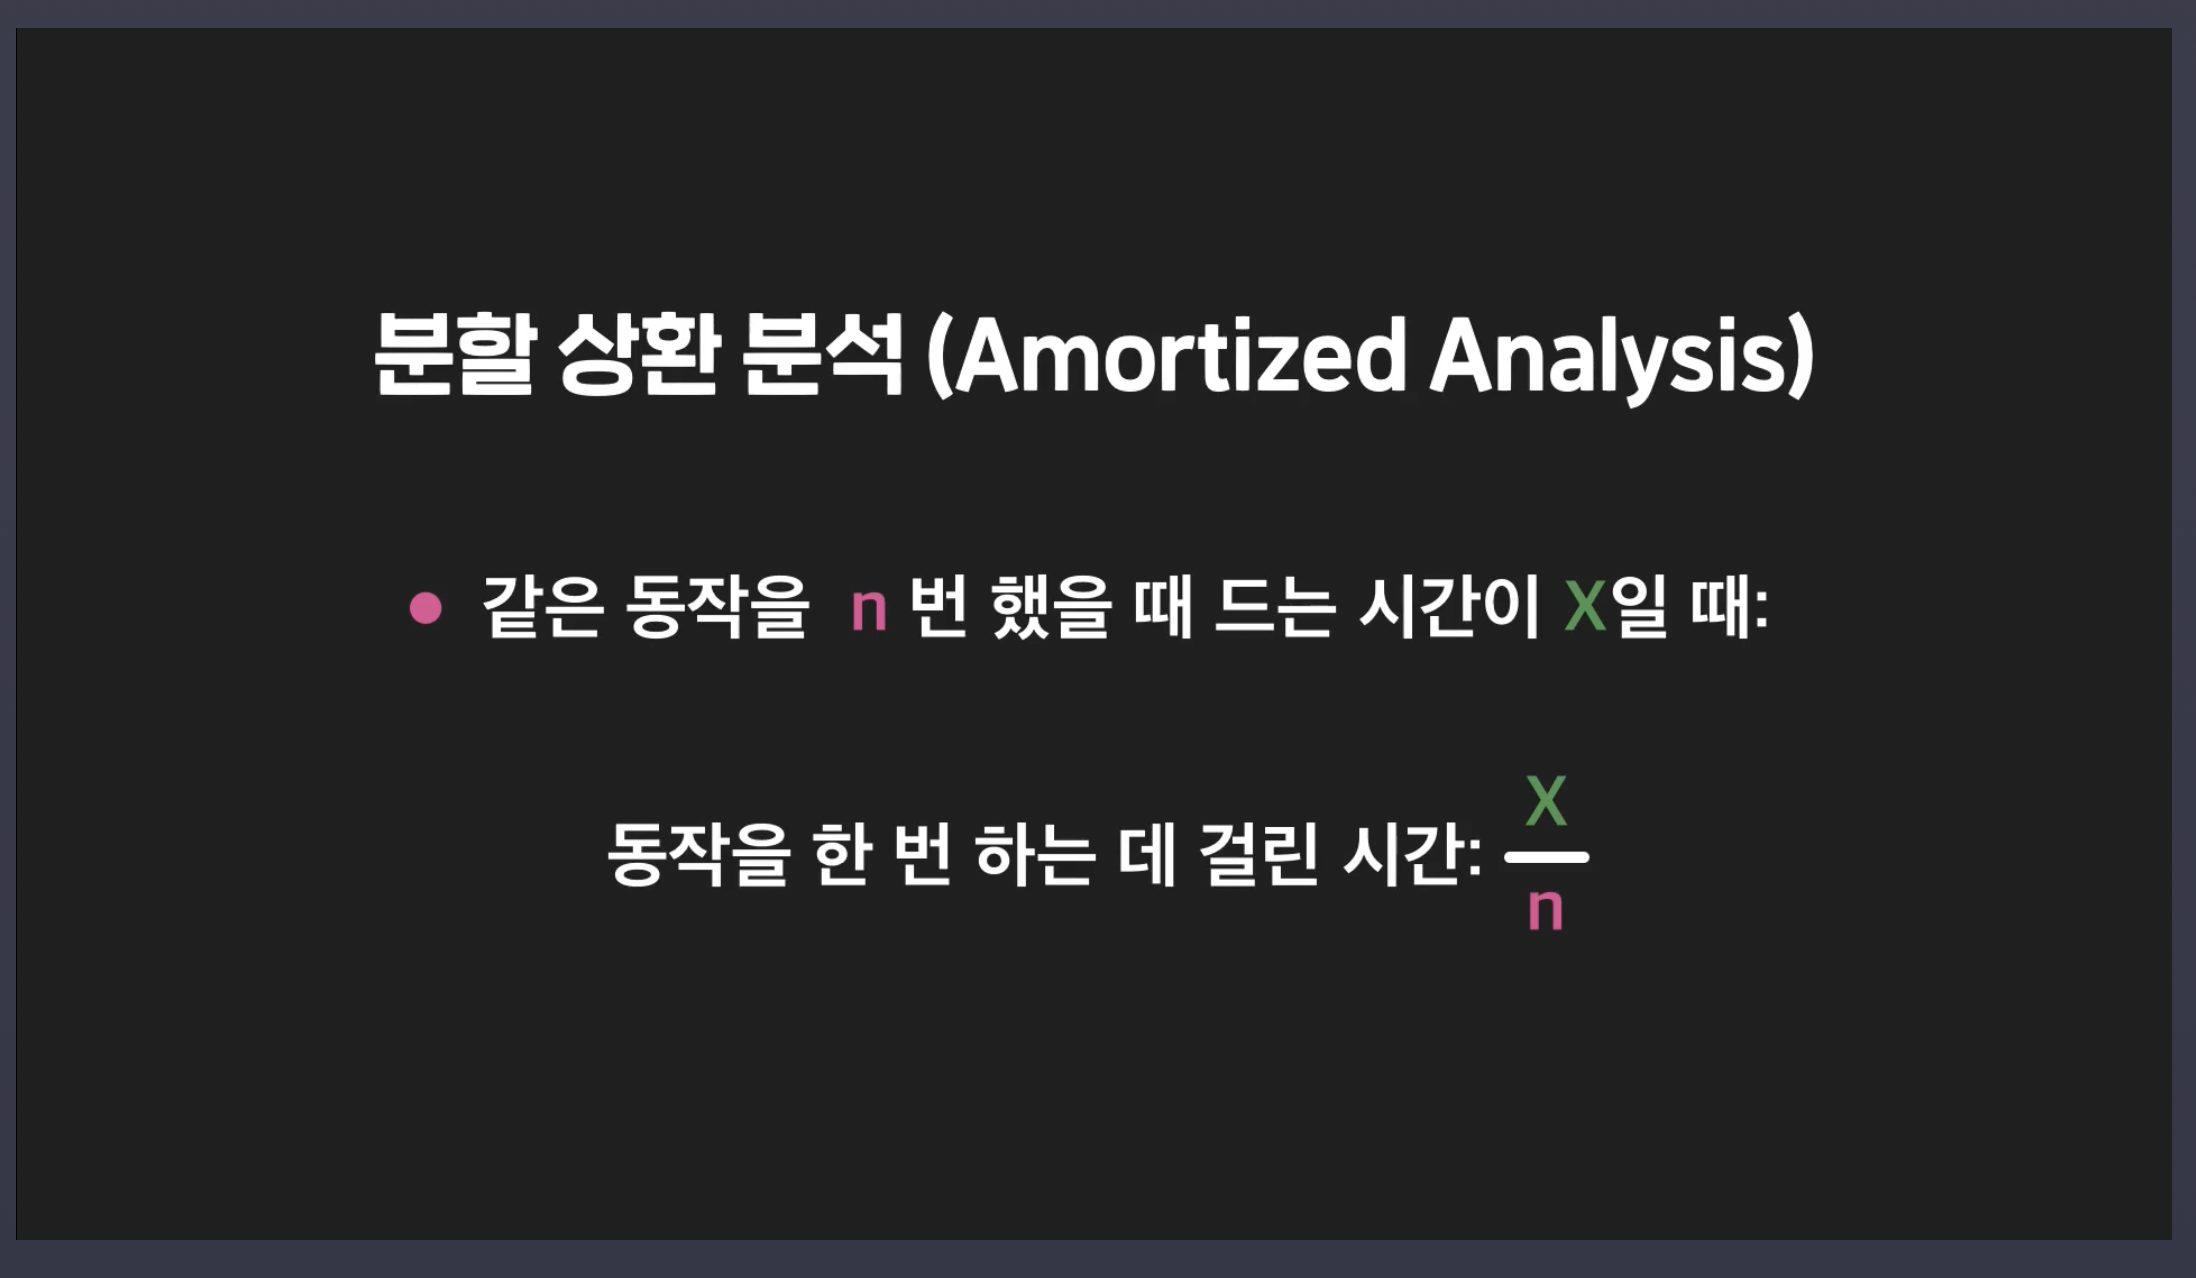 분할 상환 분석 (Amortized Analysis)
● 같은 동작을 n 번 했을 때 드는 시간이 X일 때:
X
동작을 한 번 하는 데 걸린 시간: ―
n